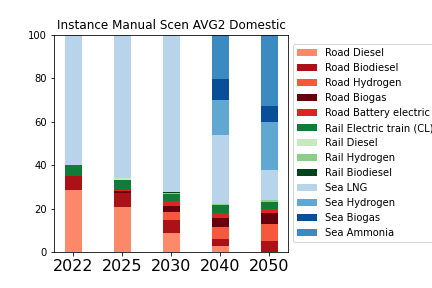 Instance Manual Scen AVG2 Domestic
100
80
60
40
20
0
2022 2025 2030 2040 2050
Road Diesel
Road Biodiesel
Road Hydrogen
Road Biogas
Road Battery electric
Rail Electric train (CL)
Rail Diesel
Rail Hydrogen
Rail Biodiesel
Sea LNG
Sea Hydrogen
Sea Biogas
Sea Ammonia